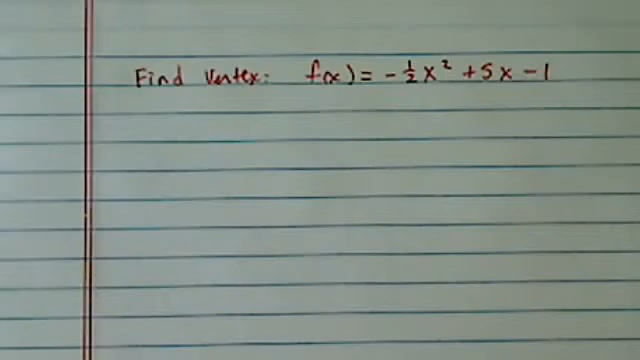 Find vertex: f(x) = -½x² + 5x - 1